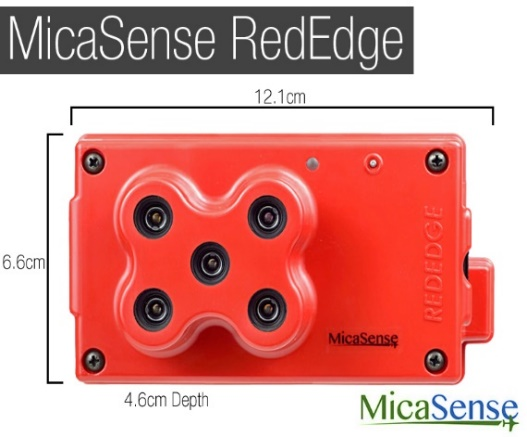 MicaSense RedEdge
12.1cm
6.6cm
REDEDGE
MicaSense
4.6cm Depth
MicaSense